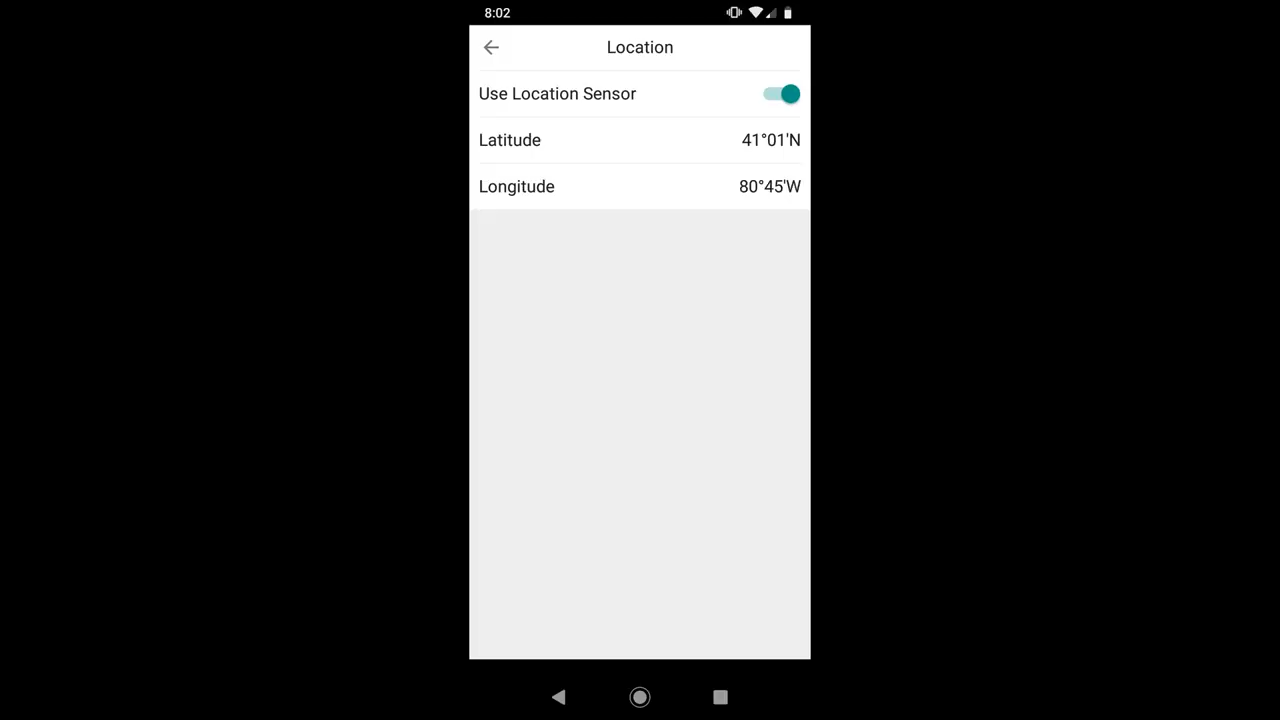 8:02
Location
Use Location Sensor
Latitude 41°01'N
Longitude 80°45'W